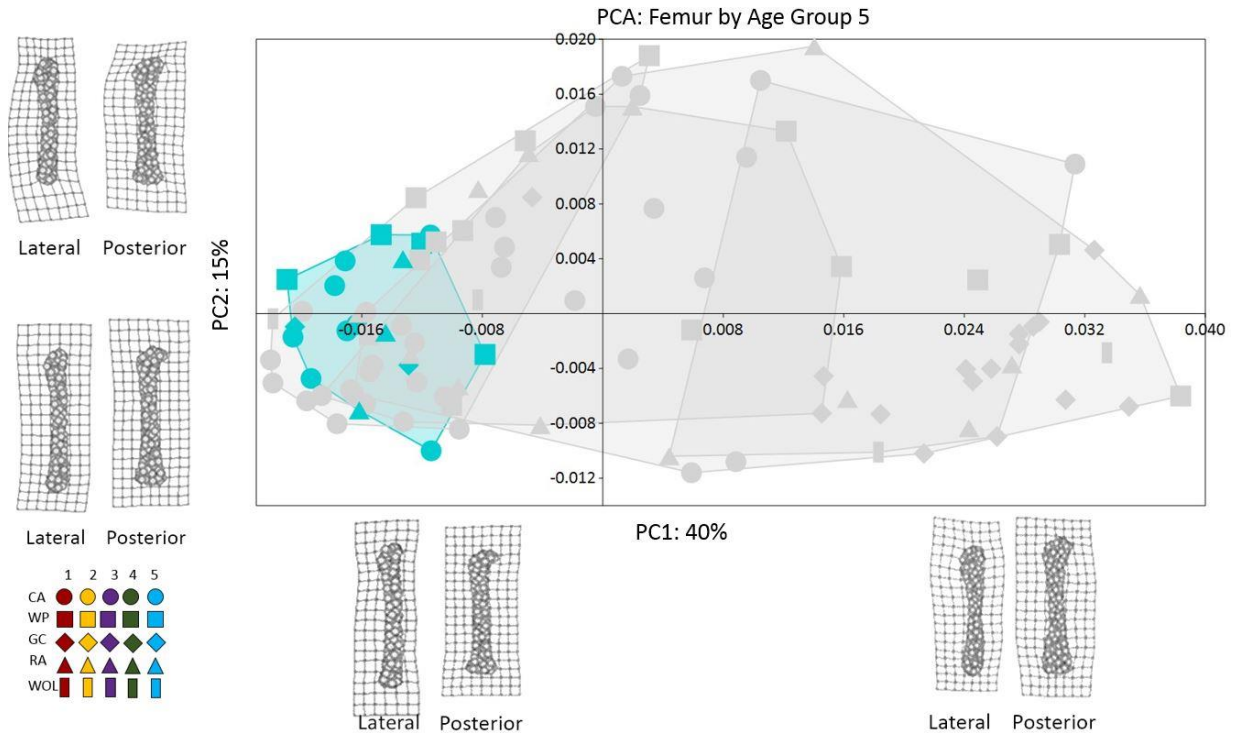 PCA: Femur by Age Group 5
0.020
0.016
0.012
0.008
0.004
-0.016 -0.008 0.008 0.016 0.024 0.032 0.040
-0.004
-0.008
-0.012
PC2: 15%
PC1: 40%
Lateral Posterior
Lateral Posterior
Lateral Posterior
Lateral Posterior
1 2 3 4 5
CA
WP
GC
RA
WOL